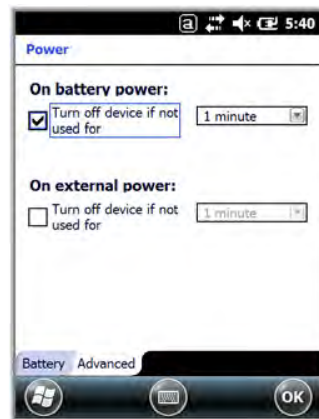 a 5:40
Power
On battery power:
Turn off device if not
used for
1 minute
On external power:
Turn off device if not
used for
1 minute
Battery Advanced
OK